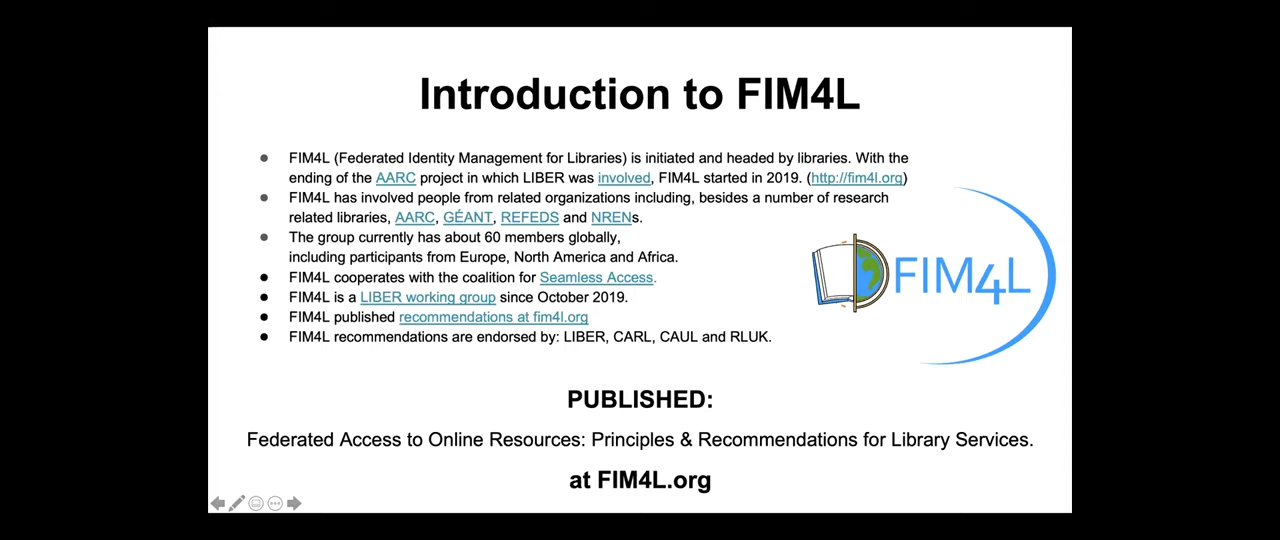 Introduction to FIM4L
FIM4L (Federated Identity Management for Libraries) is initiated and headed by libraries. With the
ending of the AARC project in which LIBER was involved, FIM4L started in 2019. (http://fim4l.org)
FIM4L has involved people from related organizations including, besides a number of research
related libraries, AARC, GÉANT, REFEDS and NRENs.
The group currently has about 60 members globally,
including participants from Europe, North America and Africa.
FIM4L cooperates with the coalition for Seamless Access.
FIM4L is a LIBER working group since October 2019.
FIM4L published recommendations at fim4l.org
FIM4L recommendations are endorsed by: LIBER, CARL, CAUL and RLUK.
FIM4L
PUBLISHED:
Federated Access to Online Resources: Principles & Recommendations for Library Services.
at FIM4L.org